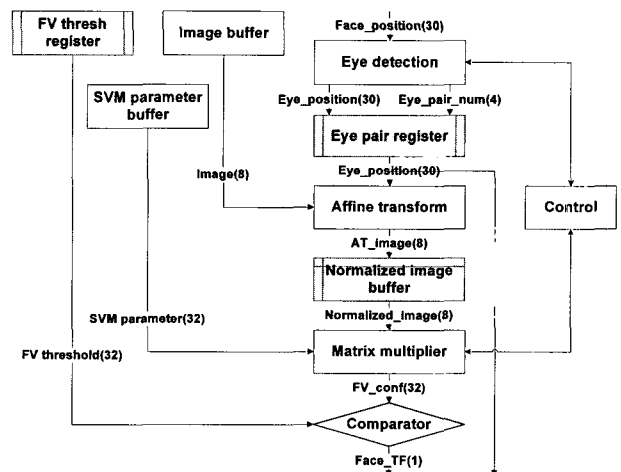 FV thresh
register
Image buffer
Face_position(30)
Eye detection
SVM parameter
buffer
Eye_position(30)
Eye_pair_num(4)
Eye pair register
Image(8)
Eye_position(30)
Affine transform
Control
AT_image(8)
Normalized image
buffer
SVM parameter(32)
Normalized_image(8)
FV threshold(32)
Matrix multiplier
FV_conf(32)
Comparator
Face_TF(1)